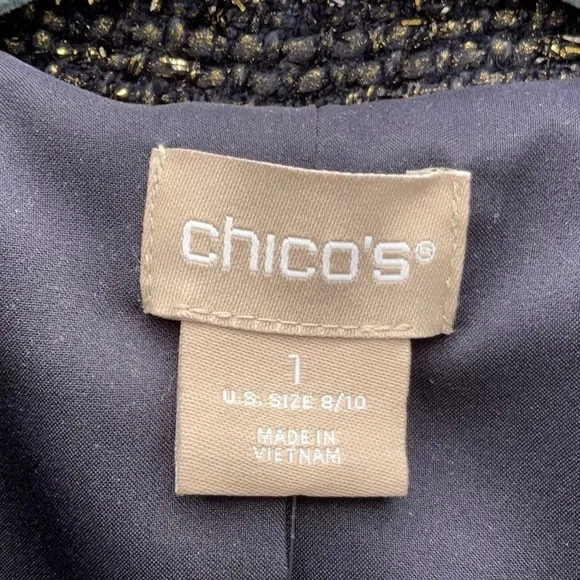 chico's®
1
U.S. SIZE 8/10
MADE IN
VIETNAM